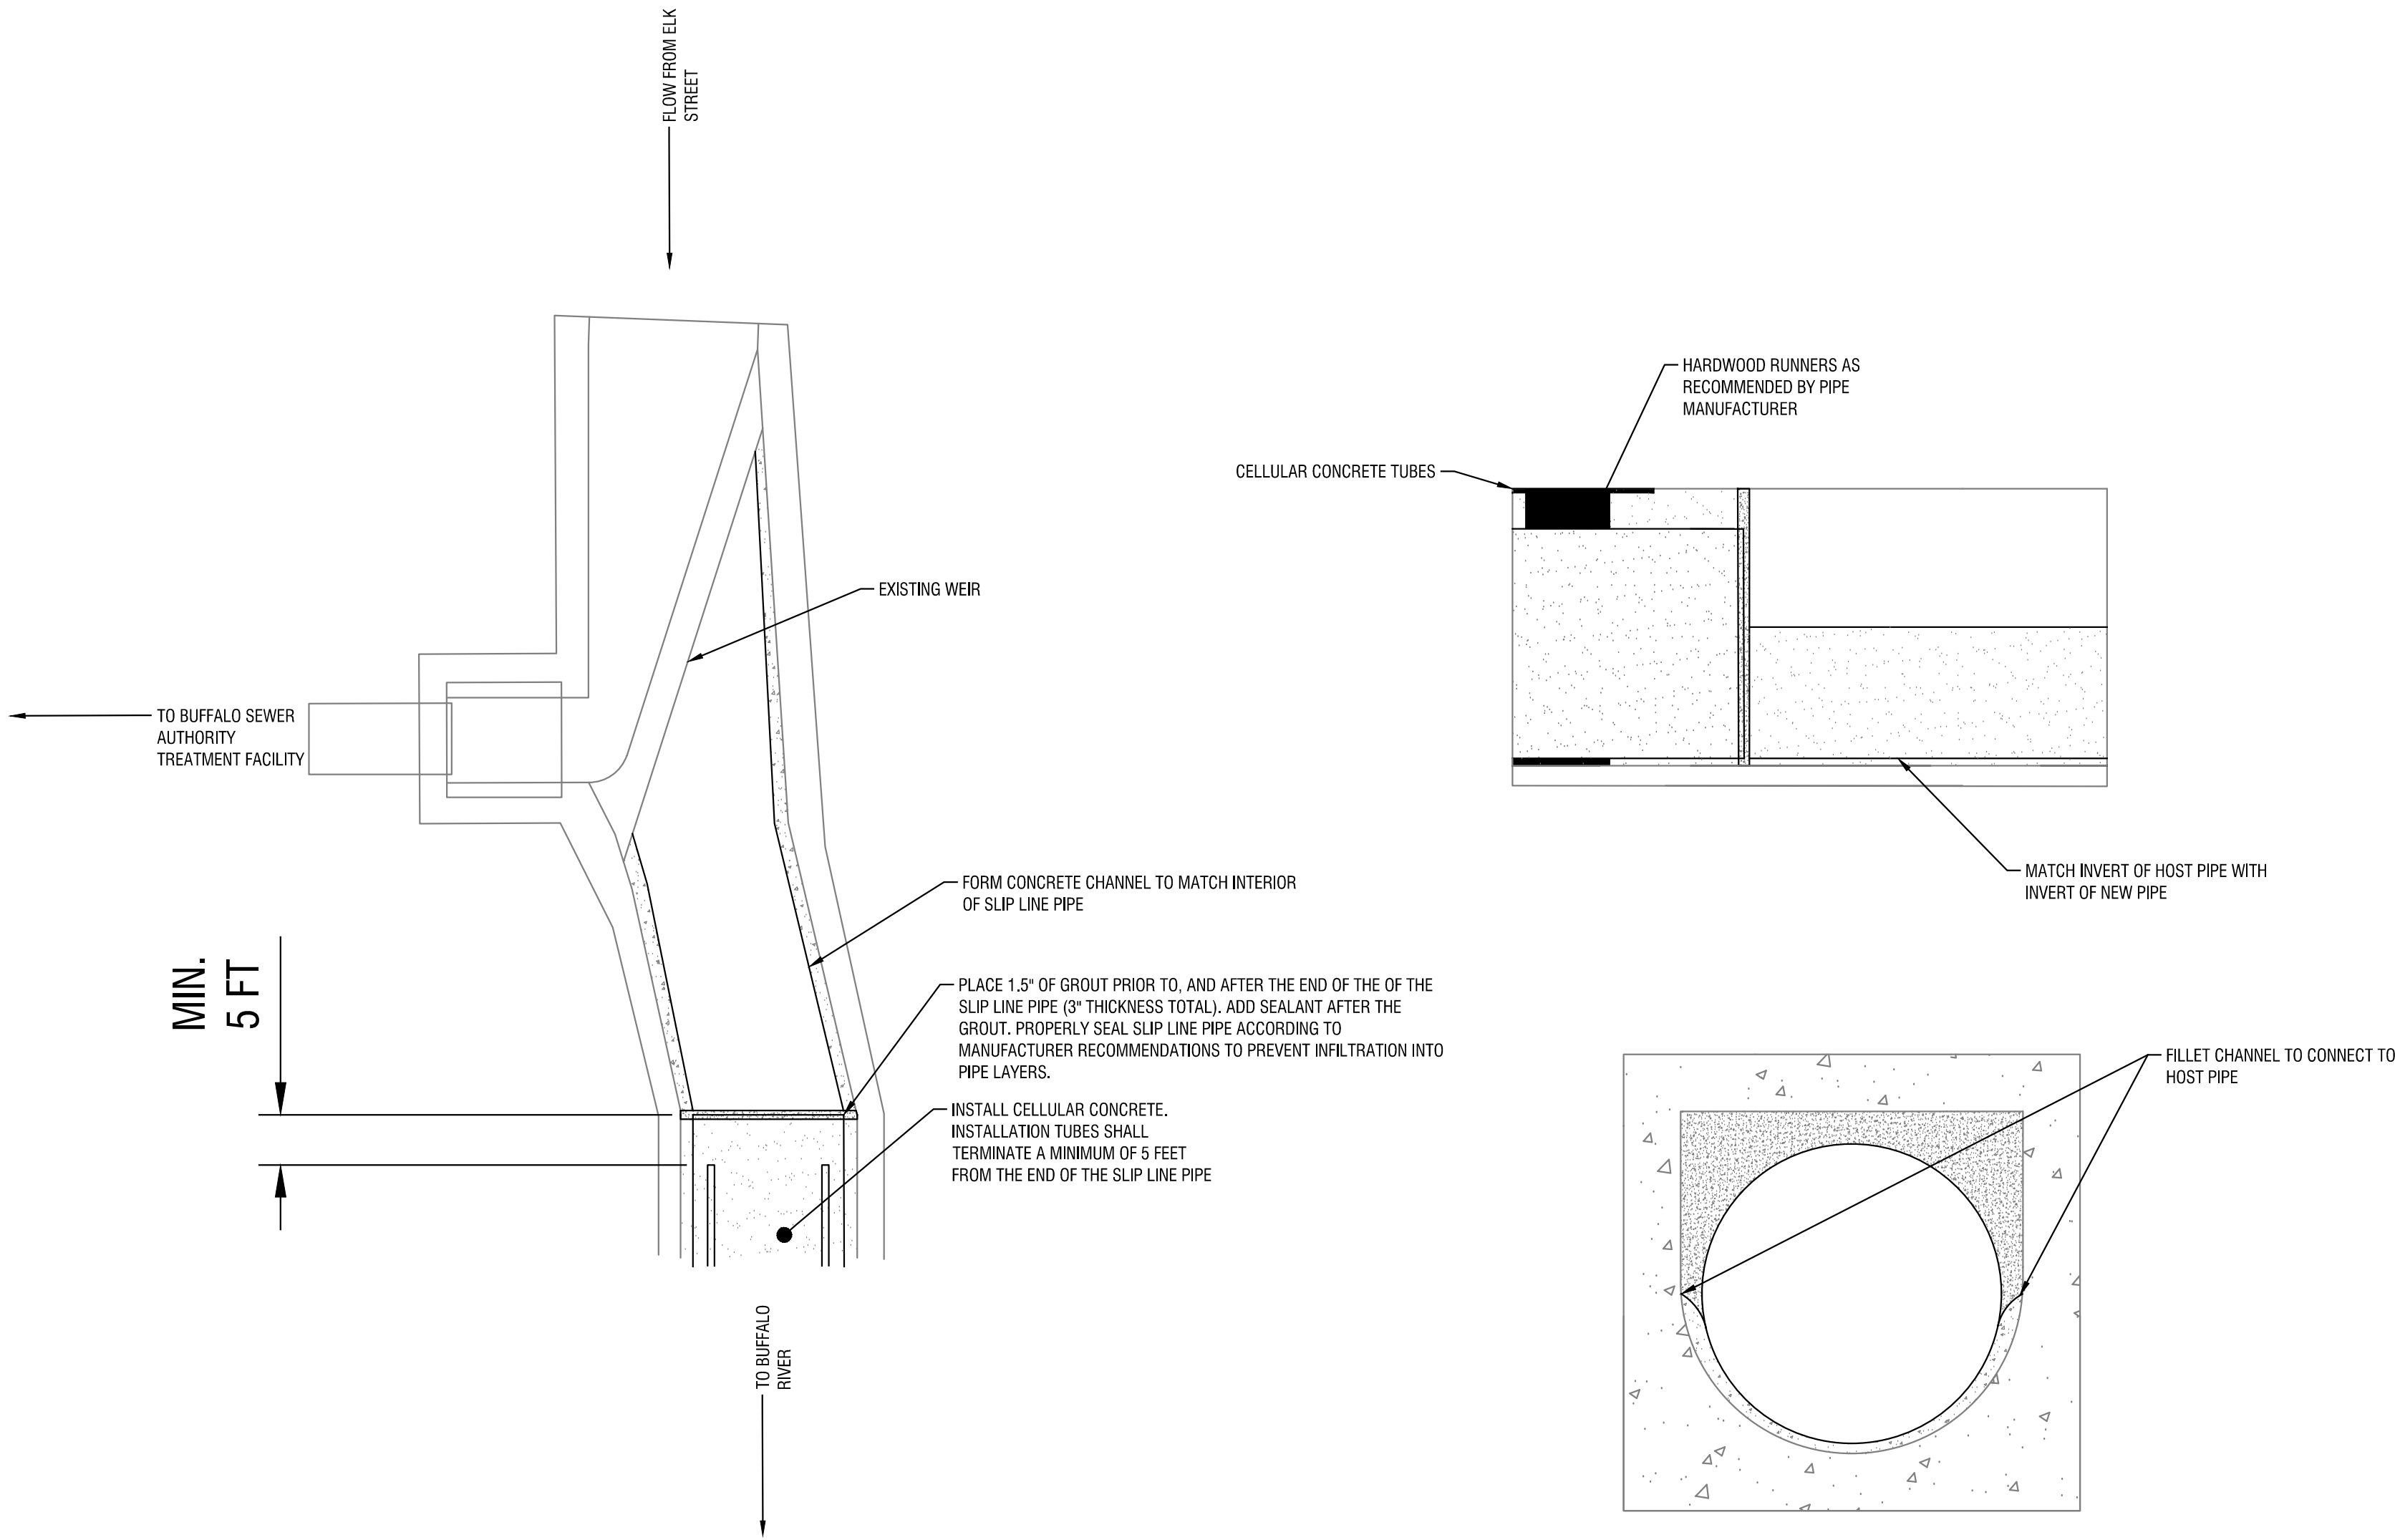 FLOW FROM ELK
STREET
HARDWOOD RUNNERS AS
RECOMMENDED BY PIPE
MANUFACTURER
CELLULAR CONCRETE TUBES
EXISTING WEIR
TO BUFFALO SEWER
AUTHORITY
TREATMENT FACILITY
FORM CONCRETE CHANNEL TO MATCH INTERIOR
OF SLIP LINE PIPE
MATCH INVERT OF HOST PIPE WITH
INVERT OF NEW PIPE
MIN.
5 FT
PLACE 1.5" OF GROUT PRIOR TO, AND AFTER THE END OF THE OF THE
SLIP LINE PIPE (3" THICKNESS TOTAL). ADD SEALANT AFTER THE
GROUT. PROPERLY SEAL SLIP LINE PIPE ACCORDING TO
MANUFACTURER RECOMMENDATIONS TO PREVENT INFILTRATION INTO
PIPE LAYERS.
INSTALL CELLULAR CONCRETE.
INSTALLATION TUBES SHALL
TERMINATE A MINIMUM OF 5 FEET
FROM THE END OF THE SLIP LINE PIPE
FILLET CHANNEL TO CONNECT TO
HOST PIPE
TO BUFFALO
RIVER